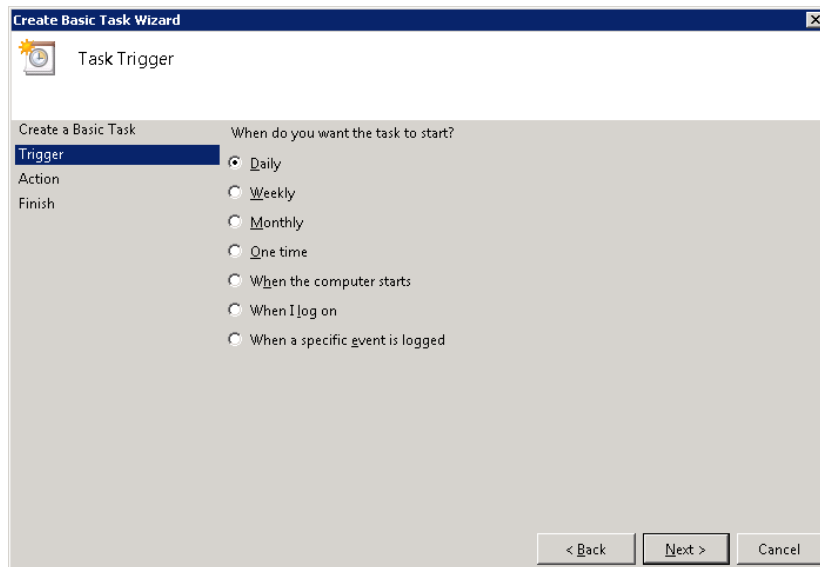 Create Basic Task Wizard
Task Trigger
Create a Basic Task
Trigger
Action
Finish
When do you want the task to start?
Daily
Weekly
Monthly
One time
When the computer starts
When I log on
When a specific event is logged
< Back
Next >
Cancel